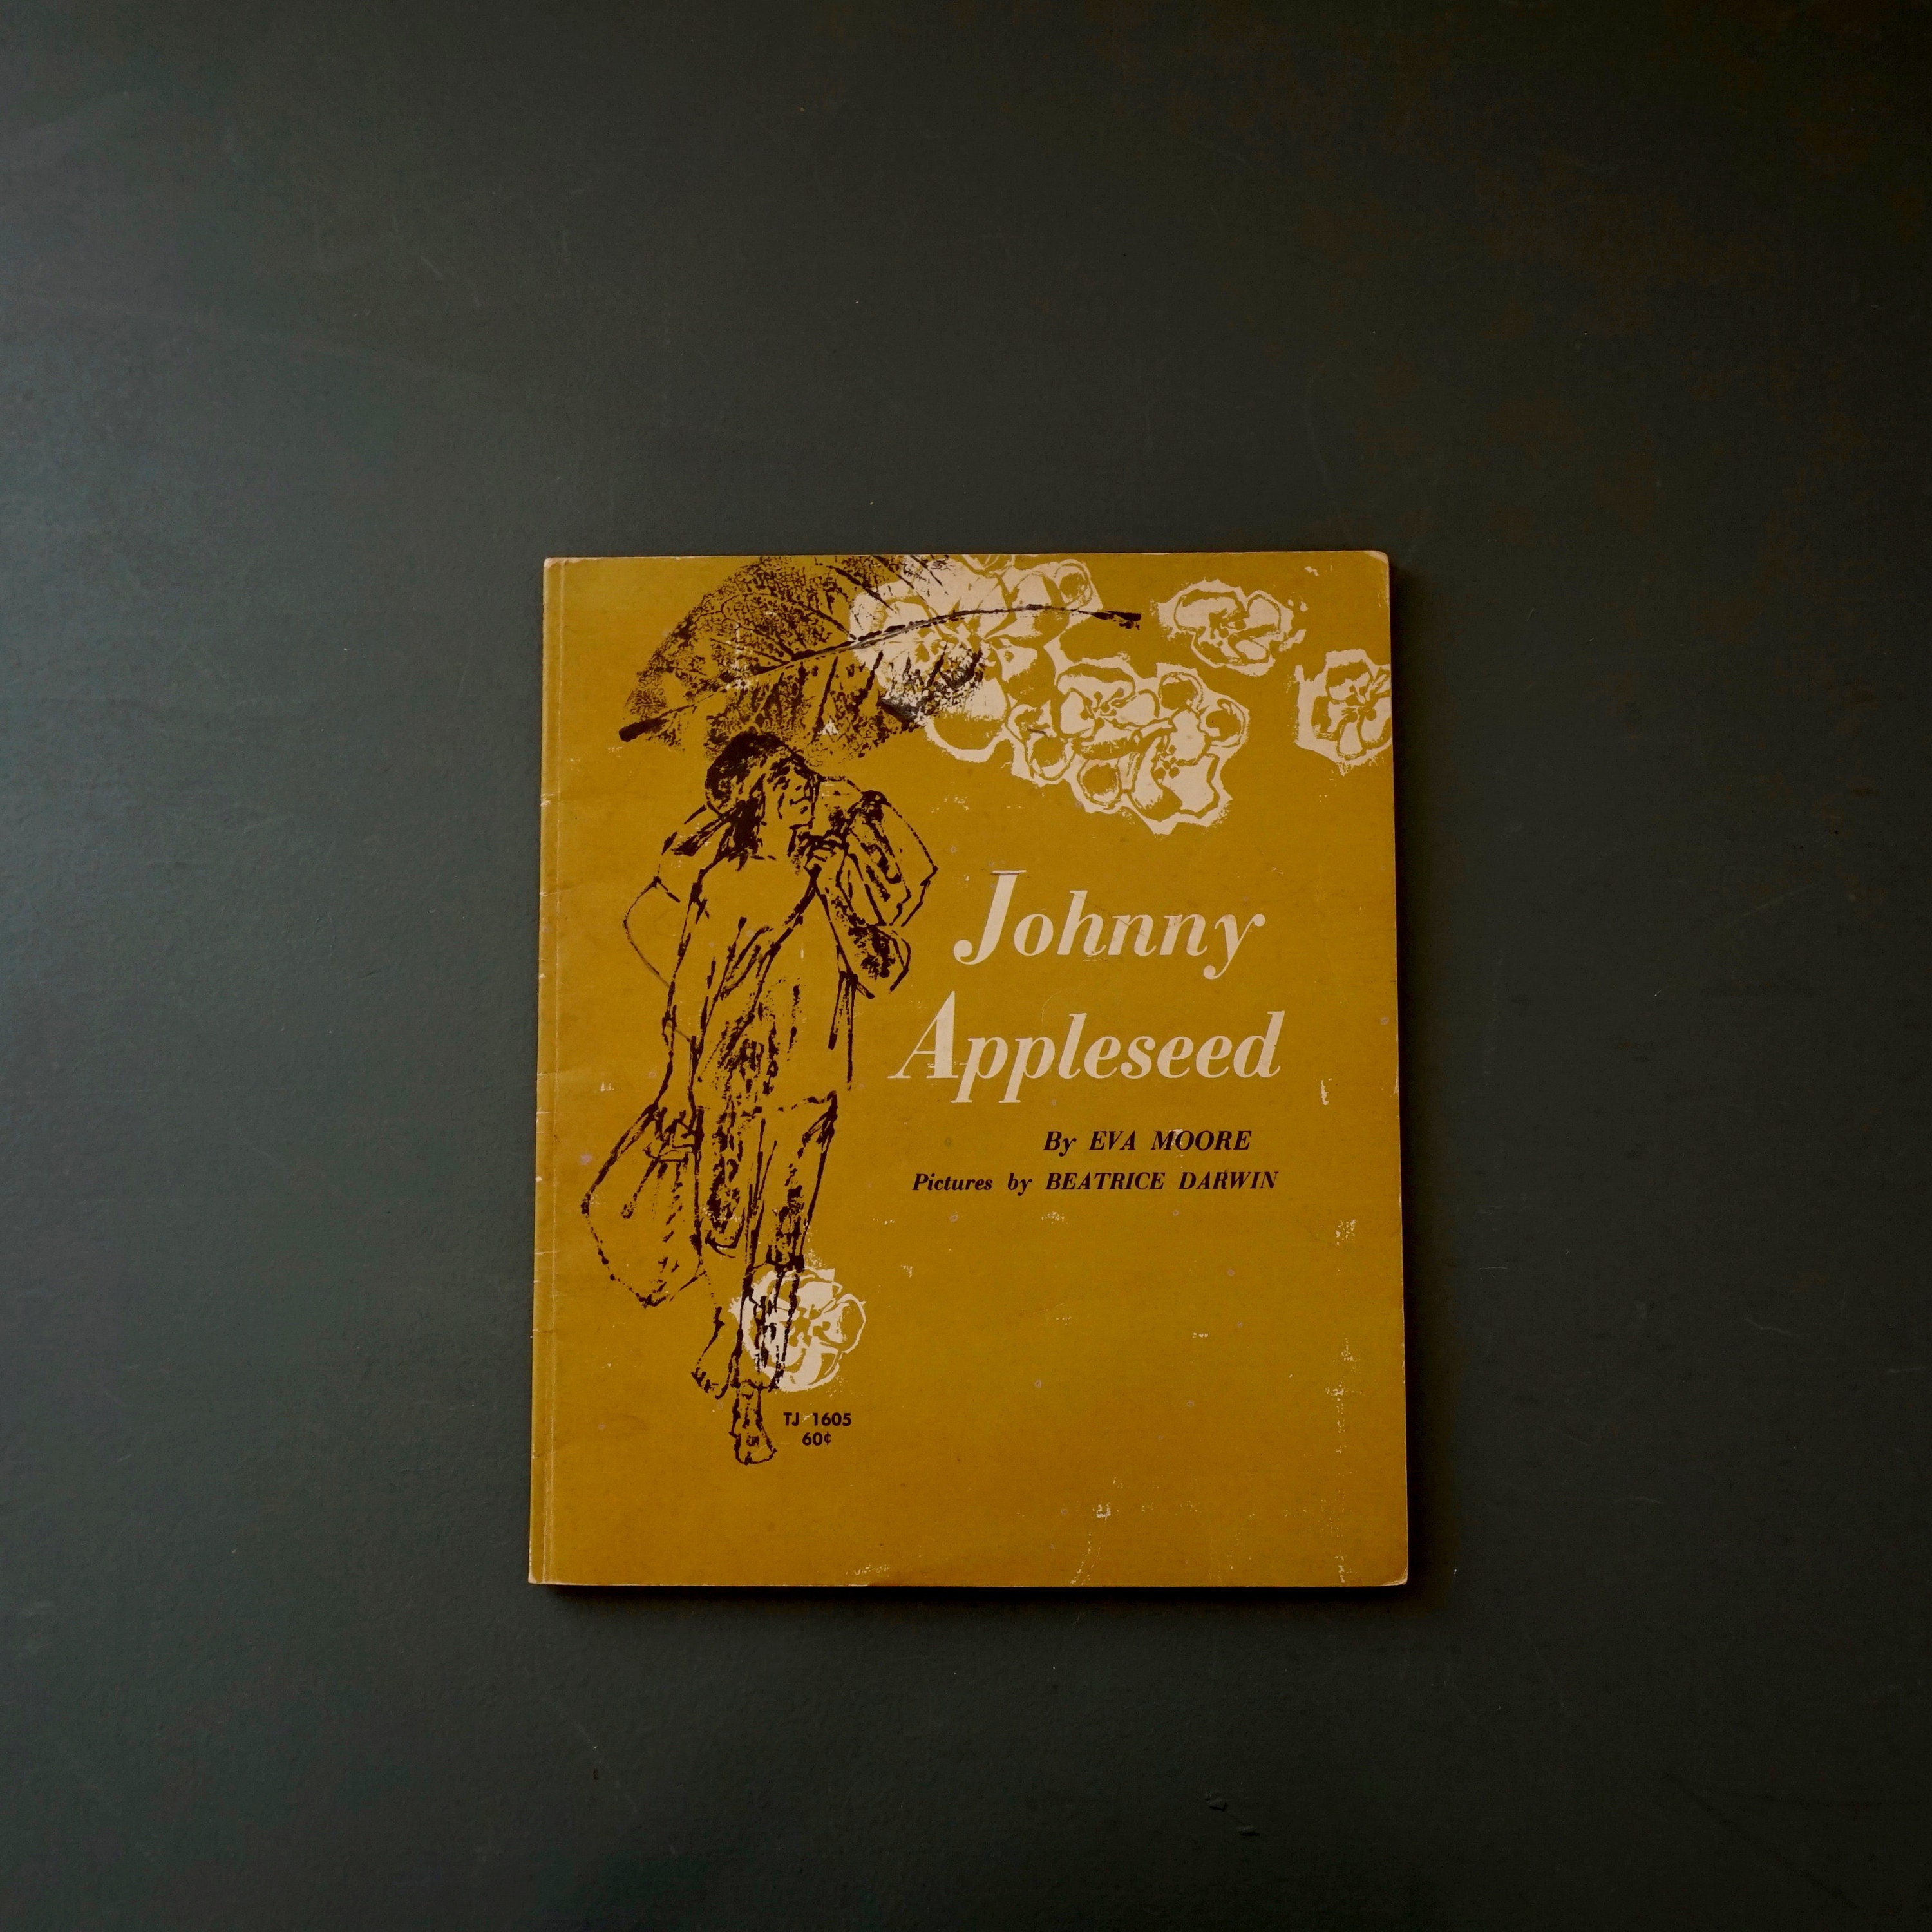 Johnny
Appleseed
By EVA MOORE
Pictures by BEATRICE DARWIN
TJ 1605
60¢